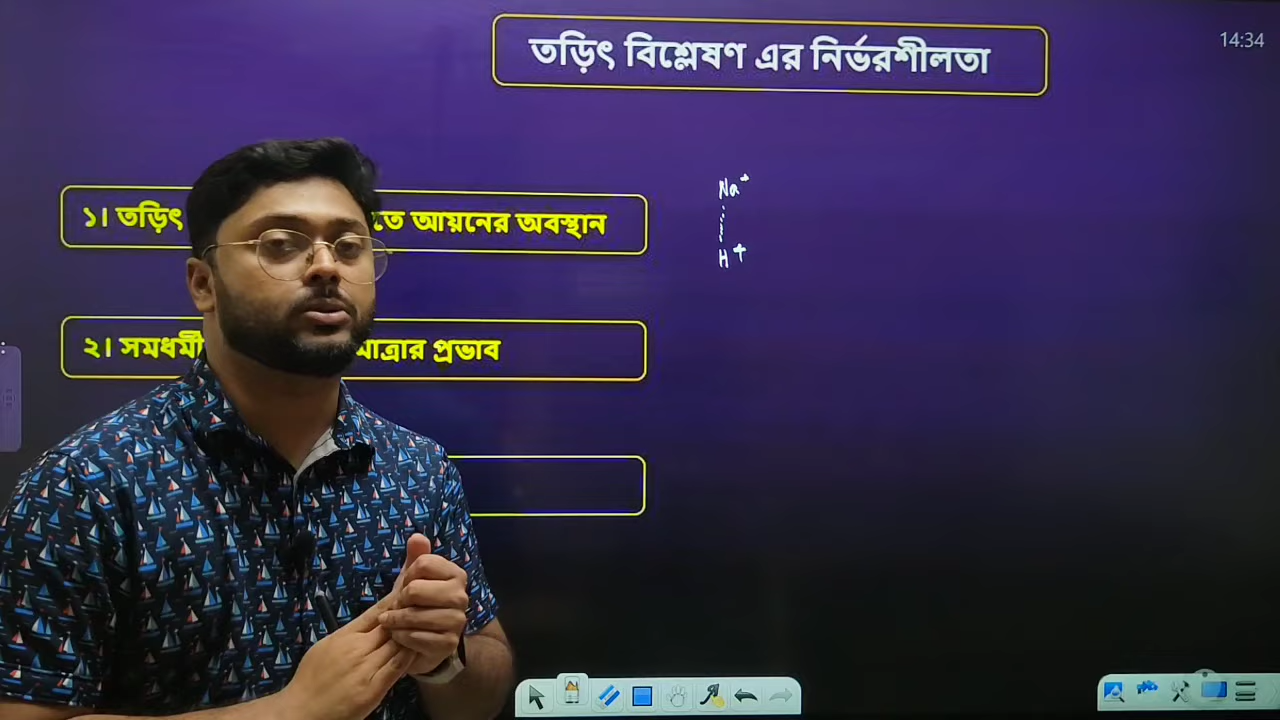 তড়িৎ বিশ্লেষণ এর নির্ভরশীলতা
14:34
Na+
১। তড়িৎ তে আয়নের অবস্থান
H+
২। সমধর্মী মাত্রার প্রভাব